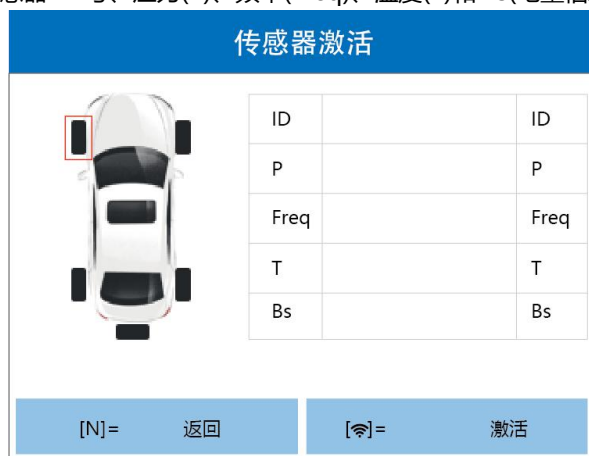 传感器激活
ID ID
P P
Freq Freq
T T
Bs Bs
[N]= 返回 []= 激活